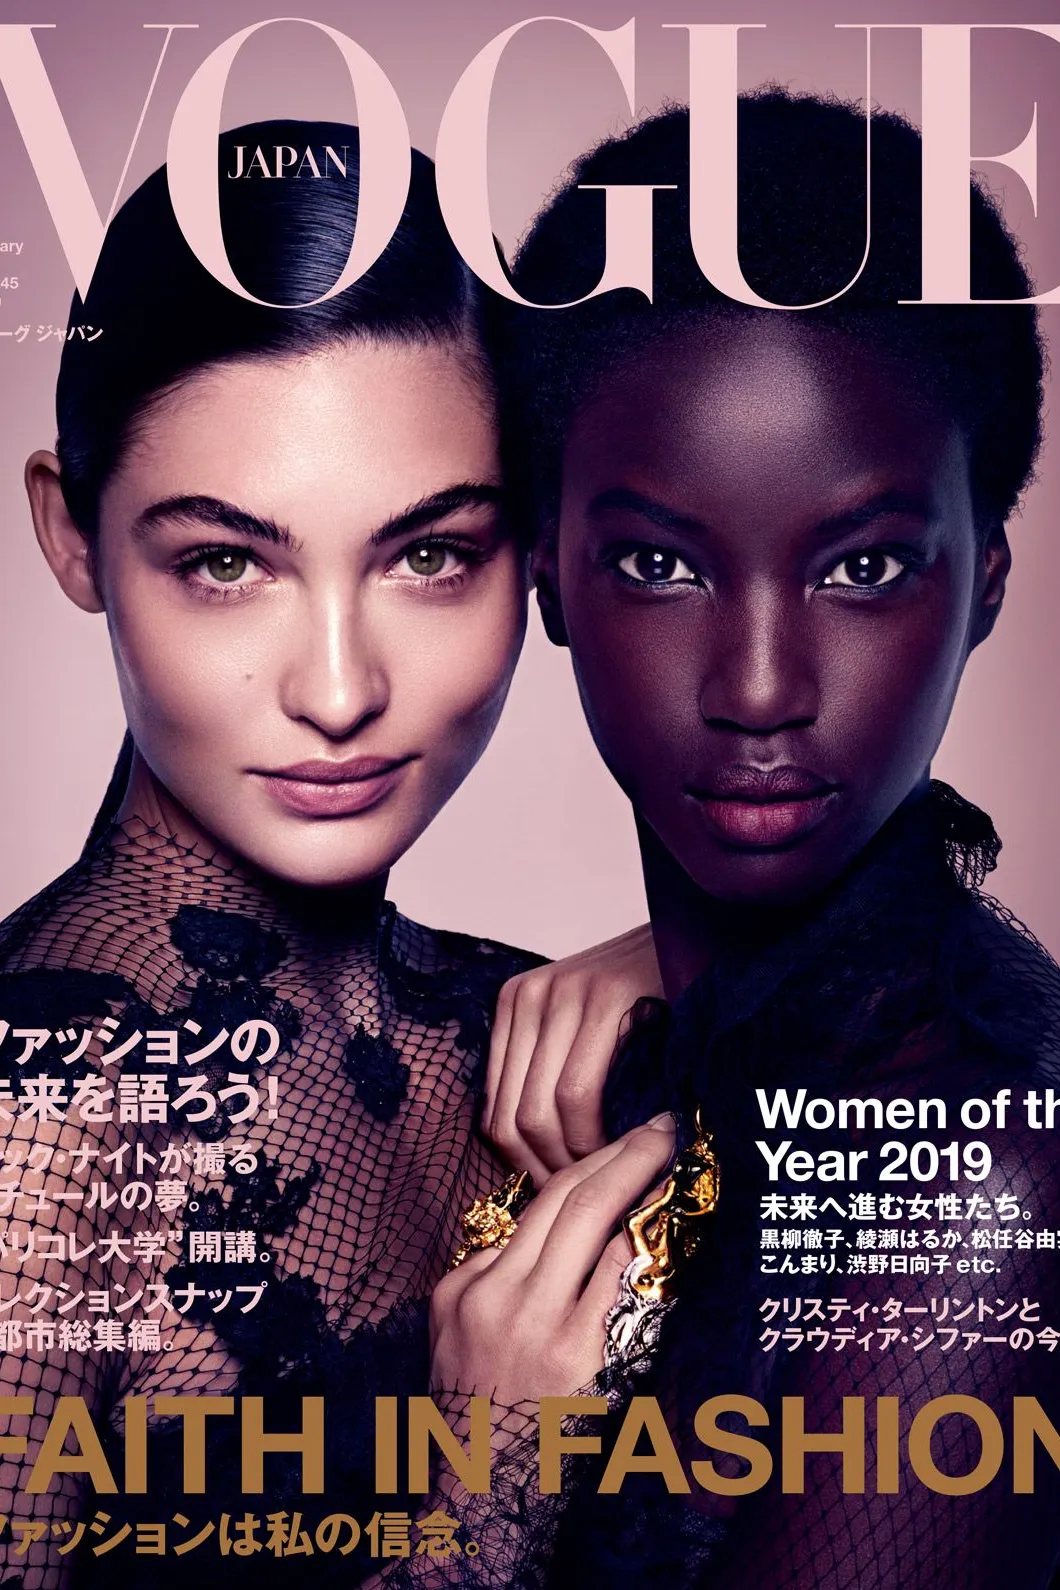 VOGUE
JAPAN
ary
45
ーグ ジャパン
ファッションの
未来を語ろう!
ック・ナイトが撮る
チュールの夢。
パリコレ大学”開講。
レクションスナップ
都市総集編。
Women of th
Year 2019
未来へ進む女性たち。
黒柳徹子、綾瀬はるか、松任谷由実
こんまり、渋野日向子 etc.
クリスティ・ターリントンと
クラウディア・シファーの今
FAITH IN FASHION
ファッションは私の信念。